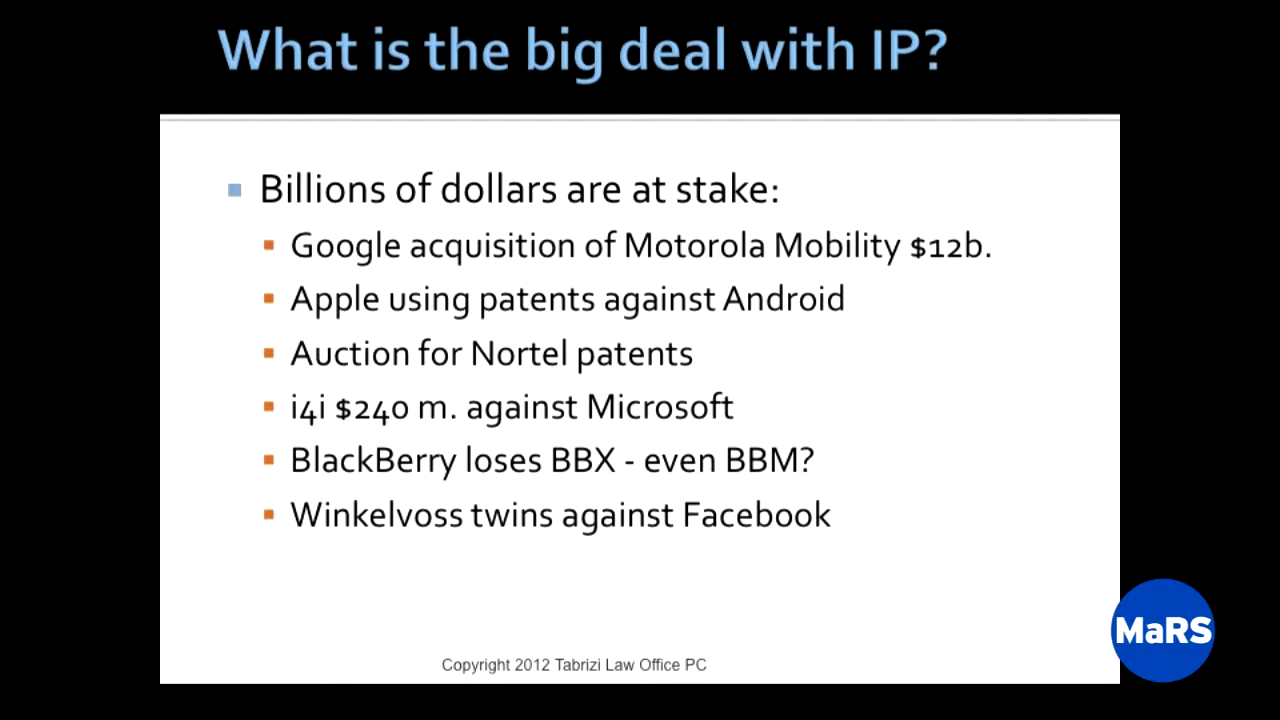 What is the big deal with IP?
Billions of dollars are at stake:
Google acquisition of Motorola Mobility $12b.
Apple using patents against Android
Auction for Nortel patents
i4i $240 m. against Microsoft
BlackBerry loses BBX - even BBM?
Winkelvoss twins against Facebook
MaRS
Copyright 2012 Tabrizi Law Office PC